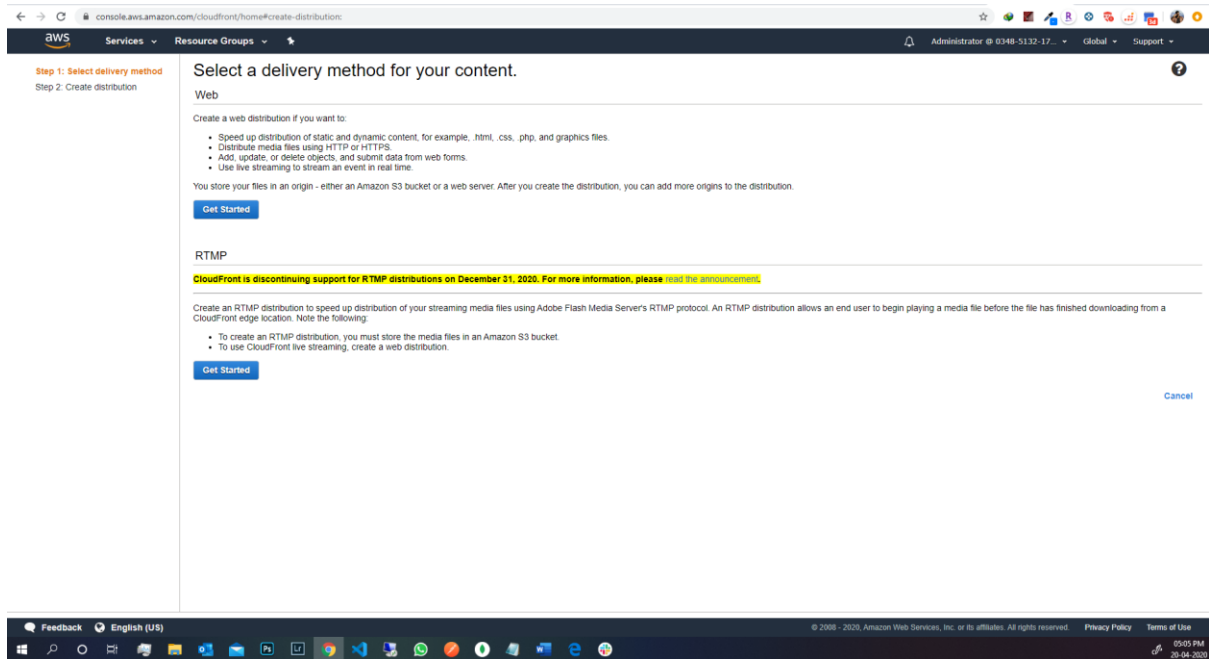 console.aws.amazon.com/cloudfront/home#create-distribution:
aws Services Resource Groups Administrator @ 0348-5132-17... Global Support
Step 1: Select delivery method
Step 2: Create distribution
Select a delivery method for your content.
Web
Create a web distribution if you want to:
• Speed up distribution of static and dynamic content, for example, .html, .css, .php, and graphics files.
• Distribute media files using HTTP or HTTPS.
• Add, update, or delete objects, and submit data from web forms.
• Use live streaming to stream an event in real time.
You store your files in an origin - either an Amazon S3 bucket or a web server. After you create the distribution, you can add more origins to the distribution.
Get Started
RTMP
CloudFront is discontinuing support for RTMP distributions on December 31, 2020. For more information, please read the announcement.
Create an RTMP distribution to speed up distribution of your streaming media files using Adobe Flash Media Server's RTMP protocol. An RTMP distribution allows an end user to begin playing a media file before the file has finished downloading from a
CloudFront edge location. Note the following:
• To create an RTMP distribution, you must store the media files in an Amazon S3 bucket.
• To use CloudFront live streaming, create a web distribution.
Get Started
Cancel
Feedback English (US) © 2008 - 2020, Amazon Web Services, Inc. or its affiliates. All rights reserved. Privacy Policy Terms of Use
Ps Lr 05:05 PM
20-04-2020